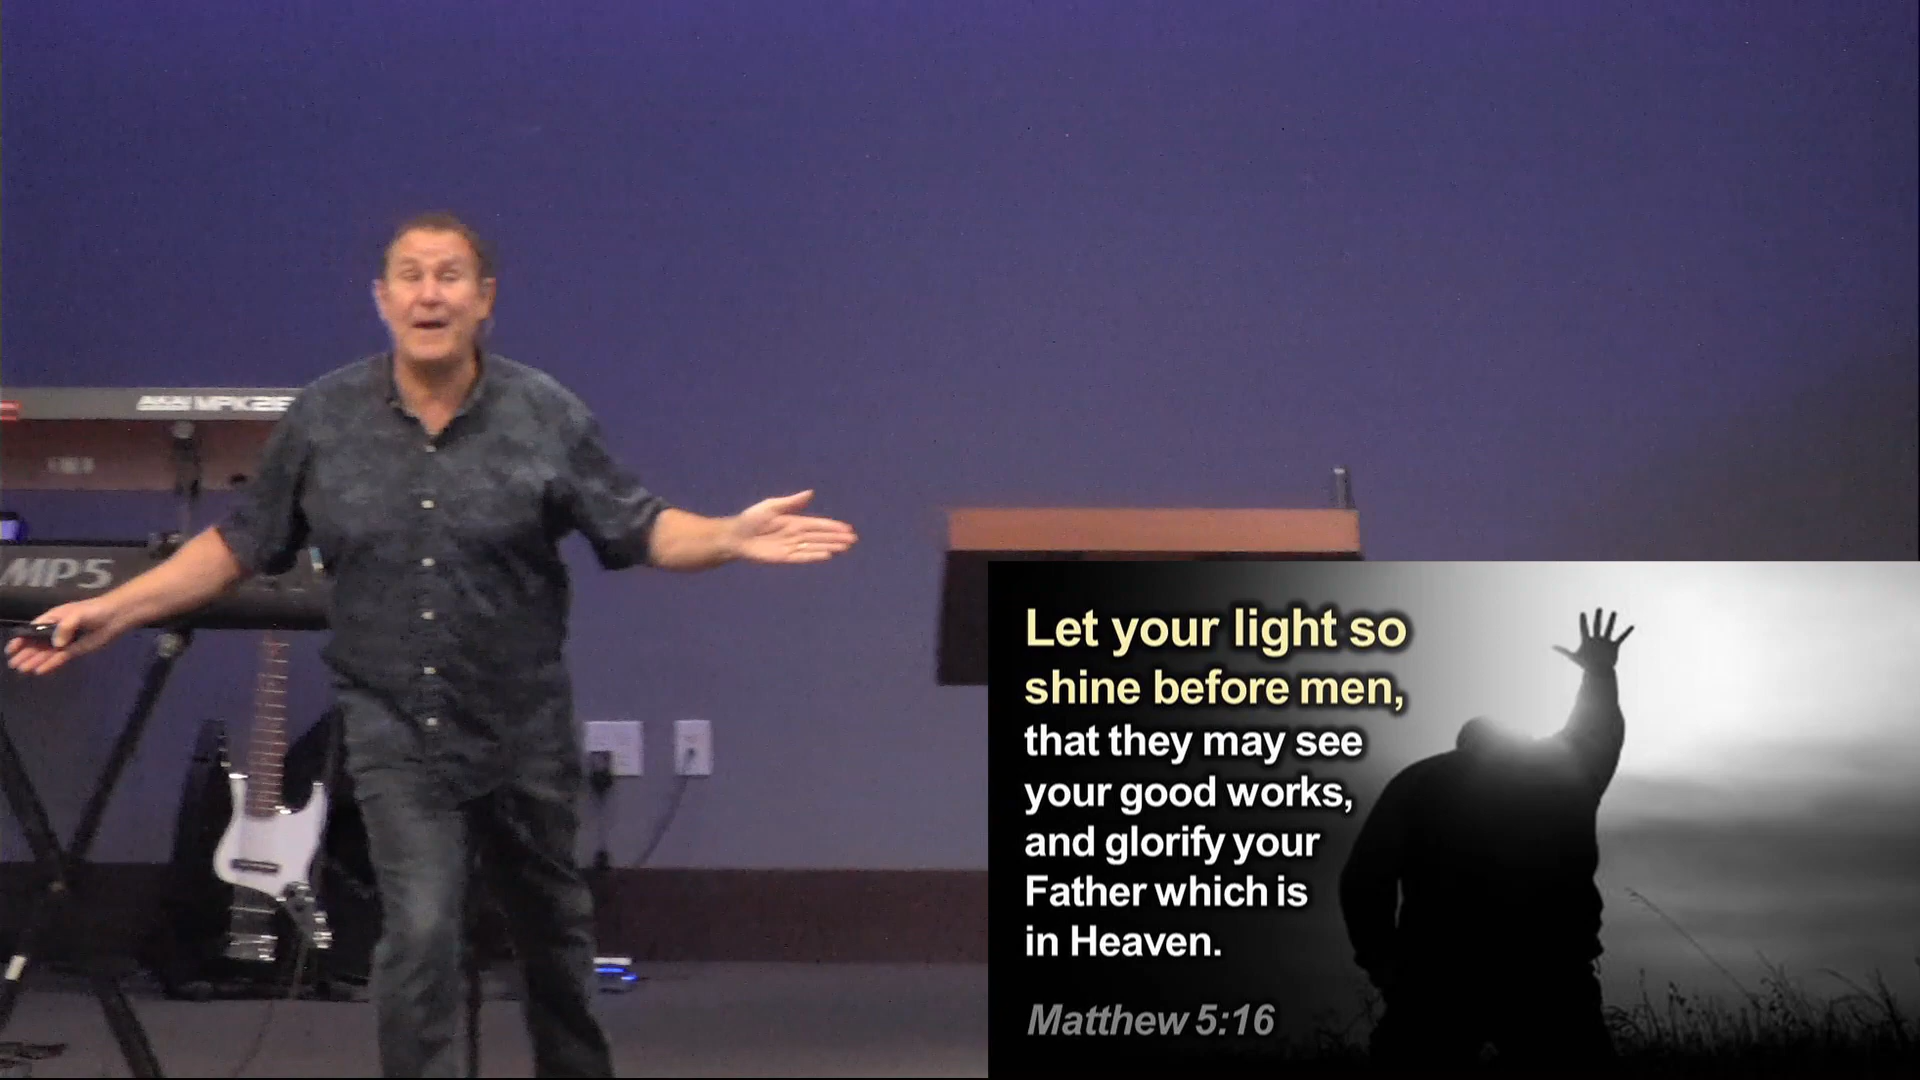 MPK2
MP5
Let your light so
shine before men,
that they may see
your good works,
and glorify your
Father which is
in Heaven.
Matthew 5:16